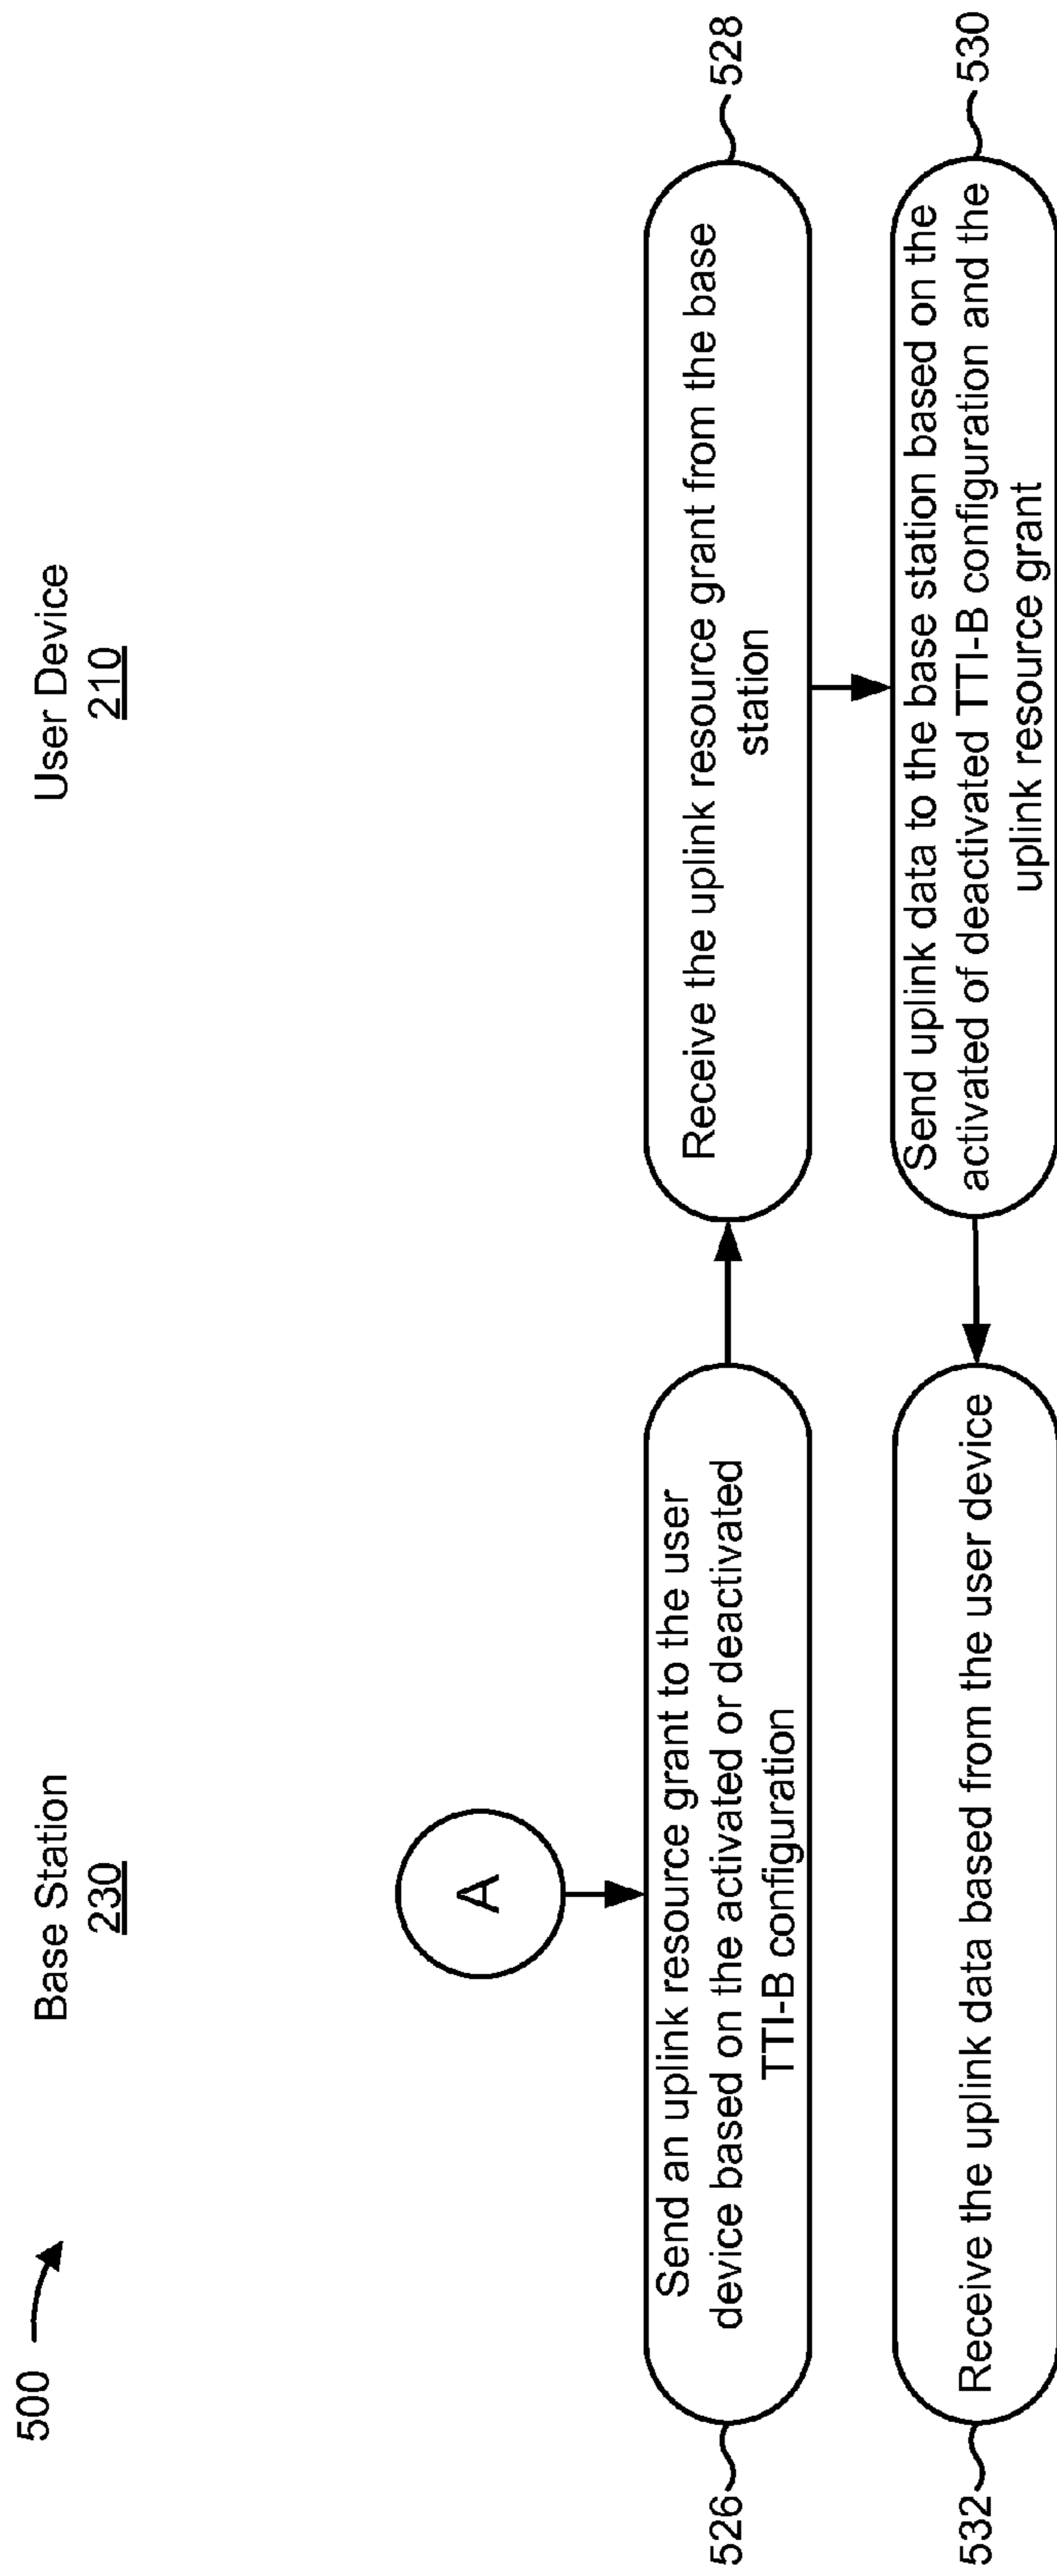 500
Base Station
230
User Device
210
A
Send an uplink resource grant to the user
device based on the activated or deactivated
TTI-B configuration
526
Receive the uplink resource grant from the base
station
528
Send uplink data to the base station based on the
activated of deactivated TTI-B configuration and the
uplink resource grant
530
Receive the uplink data based from the user device
532